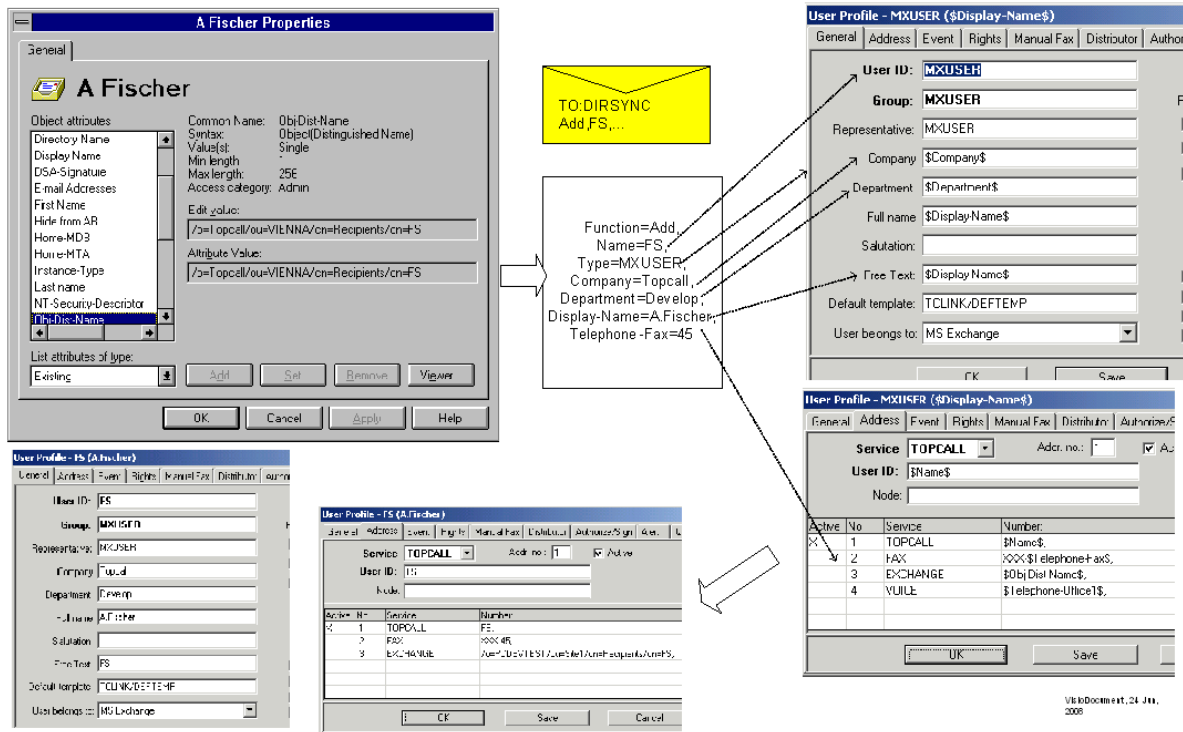 A Fischer Properties
General
A Fischer
Object attributes
Directory Name
Display Name
DSA-Signature
E-mail Addresses
First Name
Hide from AB
Home-MDB
Home-MTA
Instance-Type
Last name
NT-Security-Descriptor
Obj-Dist-Name
List attributes of type:
Existing
Common Name: Obj-Dist-Name
Syntax: Object(Distinguished Name)
Value(s): Single
Min length
Max length: 256
Access category: Admin
Edit value:
/o=Topcall/ou=VIENNA/cn=Recipients/cn=FS
Attribute Value:
/o=Topcall/ou=VIENNA/cn=Recipients/cn=FS
Add Set Remove Viewer
OK Cancel Apply Help
TO:DIRSYNC
Add,FS,...
Function=Add,
Name=FS,
Type=MXUSER,
Company=Topcall,
Department=Develop,
Display-Name=A.Fischer,
Telephone-Fax=45
User Profile - MXUSER ($Display-Name$)
General Address Event Rights Manual Fax Distributor Author
User ID: MXUSER
Group: MXUSER
Representative: MXUSER
Company $Company$
Department $Department$
Full name $Display-Name$
Salutation:
Free Text: $Display Name$
Default template: TCLINK/DEFTEMP
User belongs to: MS Exchange
OK Save
User Profile - MXUSER ($Display-Name$)
General Address Event Rights Manual Fax Distributor Authorize/S
Service TOPCALL Addr. no.: 1
User ID: $Name$
Node:
Active No Service Number:
X 1 TOPCALL $Name$,
2 FAX XXX-$Telephone-Fax$,
3 EXCHANGE $Obj Dist Name$,
4 VOICE $Telephone-Office1$,
OK Save
User Profile - FS (A.Fischer)
General Address Event Rights Manual Fax Distributor
User ID: FS
Group: MXUSER
Representative: MXUSER
Company Topcall
Department Develop
Full name A.Fischer
Salutation
Free Text FS
Default template TCLINK/DEFTEMP
User belongs to: MS Exchange
User Profile - FS (A.Fischer)
General Address Event Rights Manual Fax Distributor Authorize/Sign
Service TOPCALL Addr no.: 1 Active
User ID: FS
Node:
Active No Service Number
X 1 TOPCALL FS,
2 FAX XXX-45,
3 EXCHANGE
OK Save Cancel
VisioDocument, 24 Jun,
2008